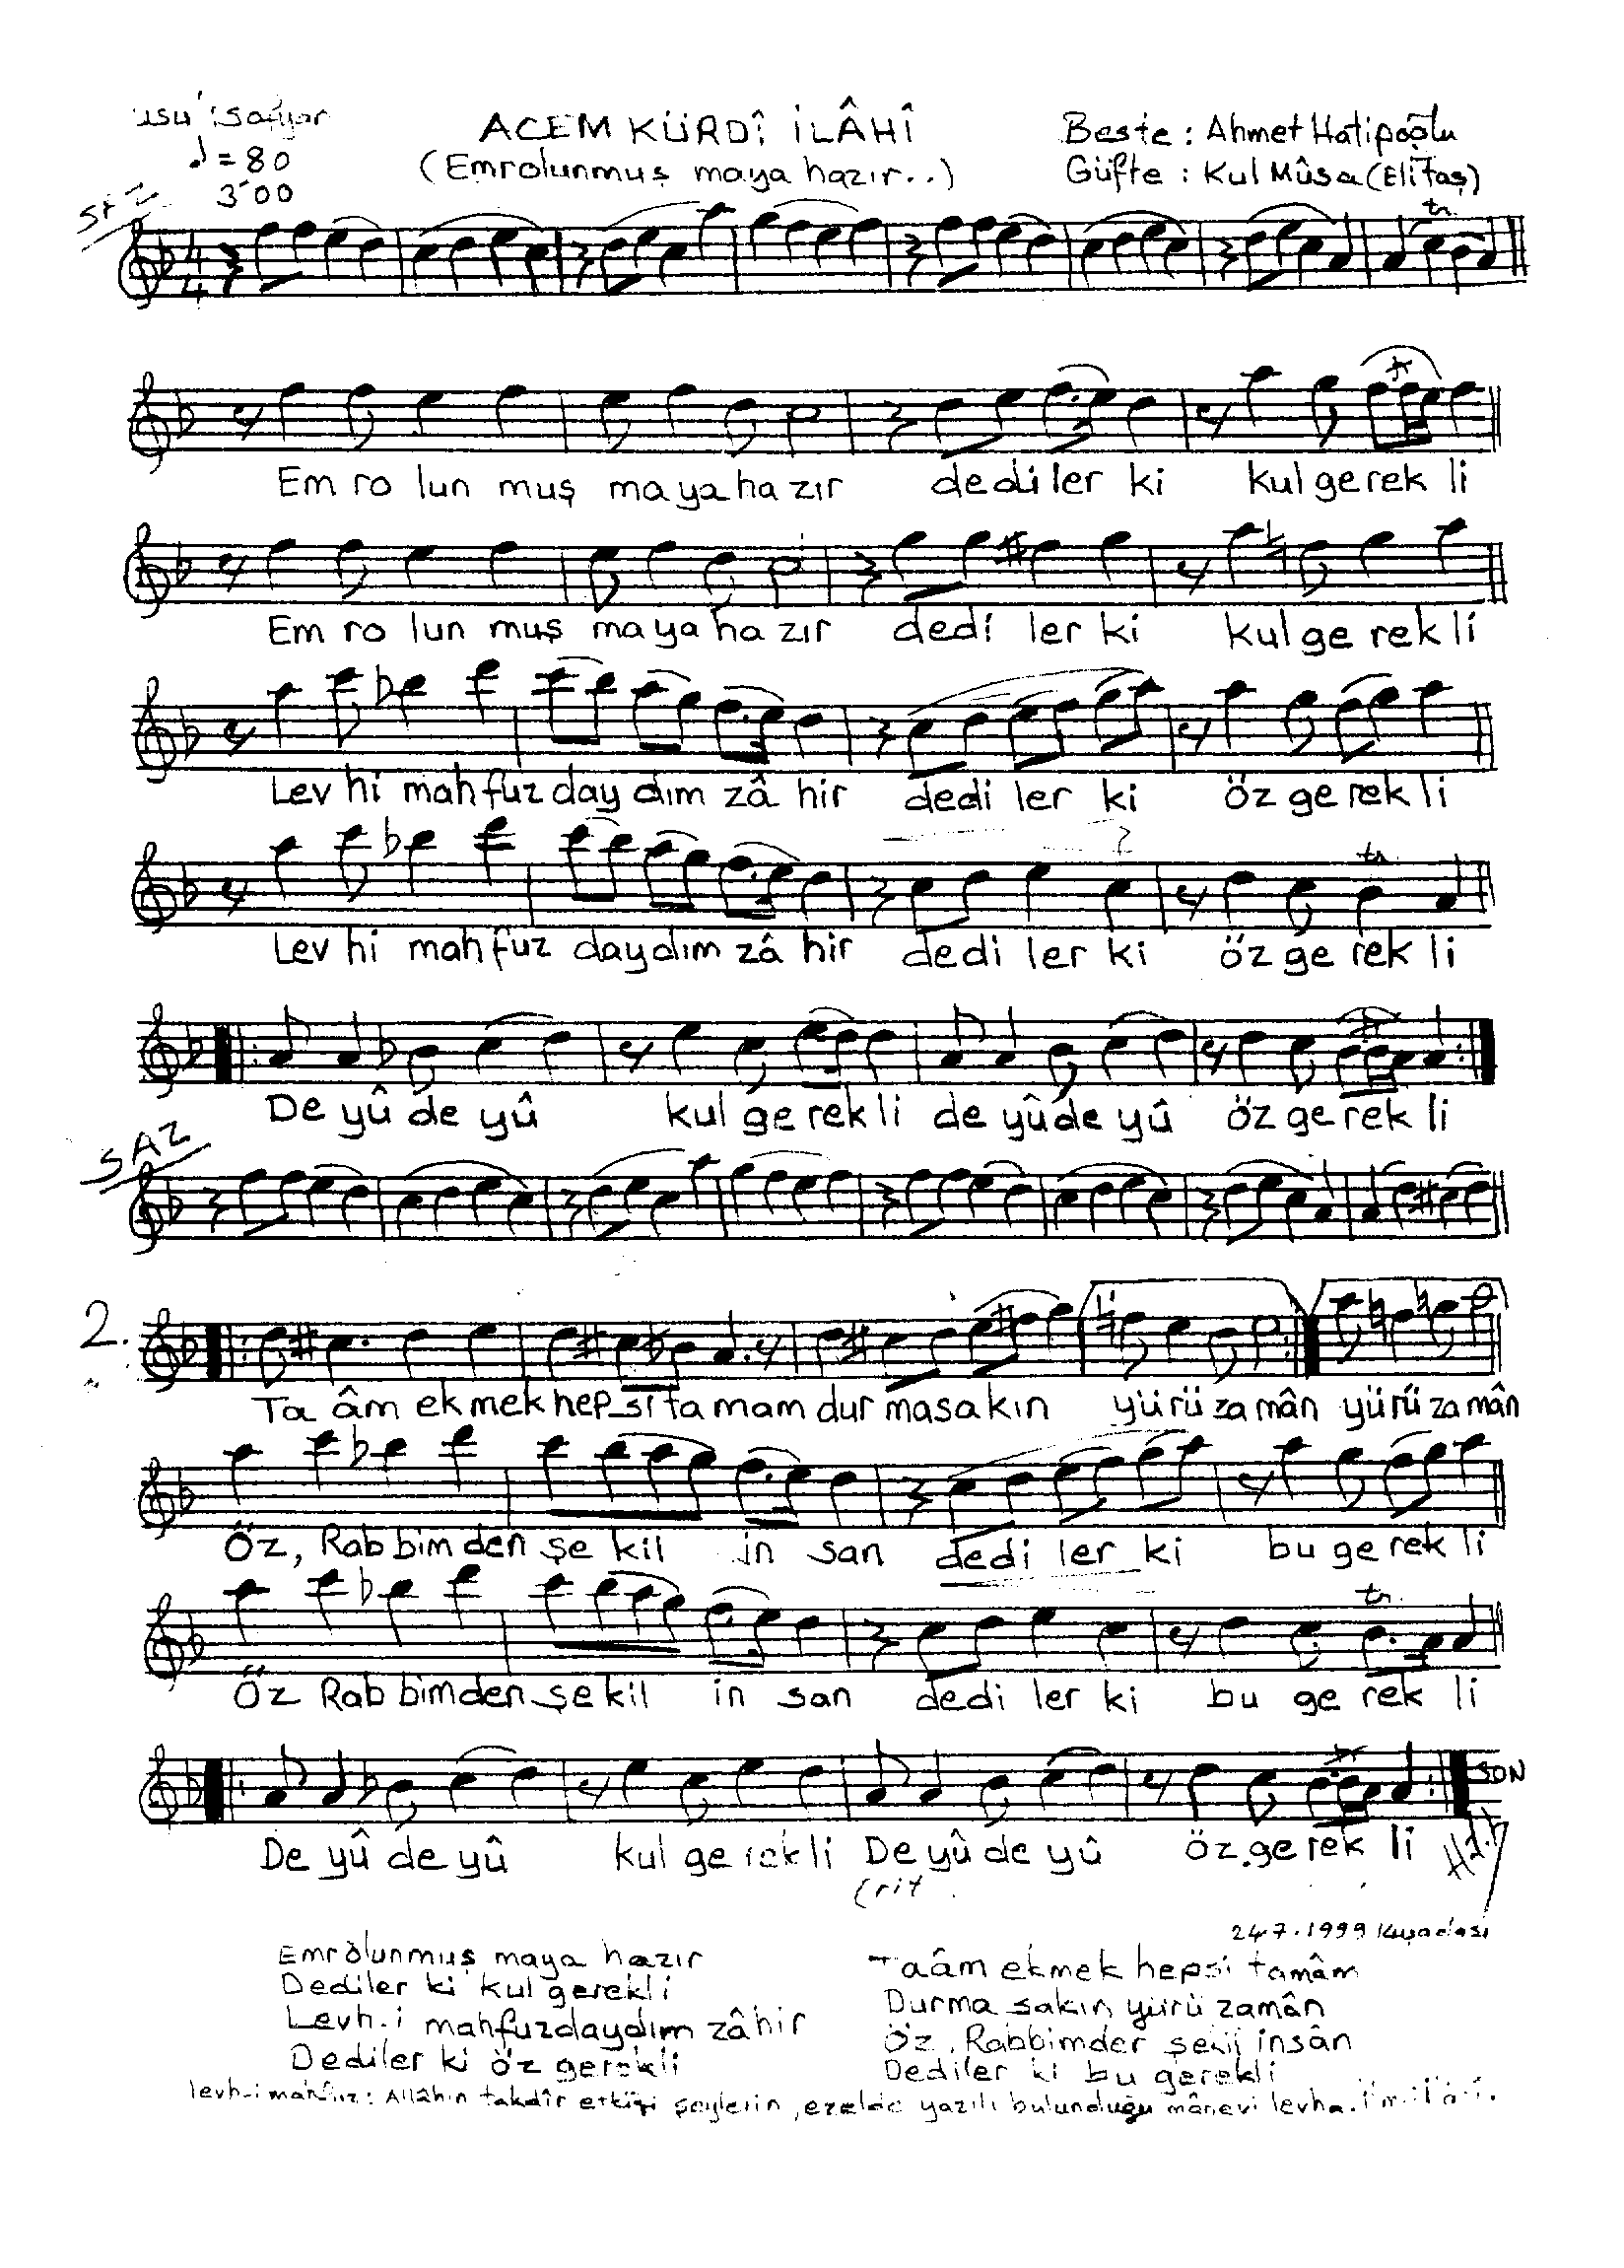 usu'l sofyan
ACEM KÜRDÎ İLÂHÎ
Beste : Ahmet Hatipoğlu
♩ = 80
(Emrolunmuş maya hazır..)
Güfte : Kul Mûsa (Elitaş)
3'00
SAZ
4 4
tr
Em ro lun muş ma ya ha zır de di ler ki kul ge rek li
Em ro lun muş ma ya ha zır de di ler ki kul ge rek li
Lev hi mah fuz day dım zâ hir de di ler ki öz ge rek li
tr
Lev hi mah fuz day dım zâ hir de di ler ki öz ge rek li
De yû de yû kul ge rek li de yû de yû öz ge rek li
SAZ
2.
Ta âm ek mek hep si ta mam dur ma sa kın yü rü za mân yü rü za mân
Öz, Rab bim den şe kil in san de di ler ki bu ge rek li
tr
Öz Rab bim den şe kil in san de di ler ki bu ge rek li
SON
De yû de yû kul ge rek li De yû de yû öz ge rek li
(rit
24.7.1999 Kuşadası
Emrolunmuş maya hazır
Dediler ki kul gerekli
Levh-i mahfuzdaydım zâhir
Dediler ki öz gerekli
Taâm ekmek hepsi tamâm
Durma sakın yürü zamân
Öz, Rabbimden şekil insân
Dediler ki bu gerekli
levh-i mahfuz : Allâhın takdîr ettiği şeylerin, ezelde yazılı bulunduğu mânevi levha.